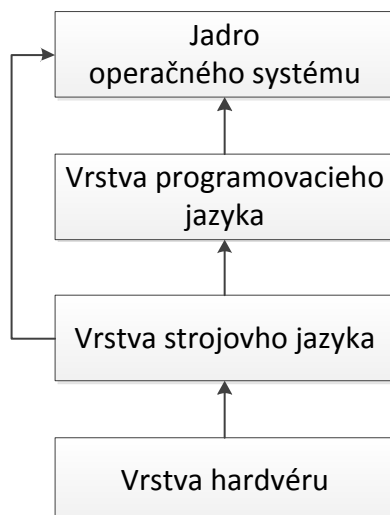 Jadro
operačného systému
Vrstva programovacieho
jazyka
Vrstva strojovho jazyka
Vrstva hardvéru